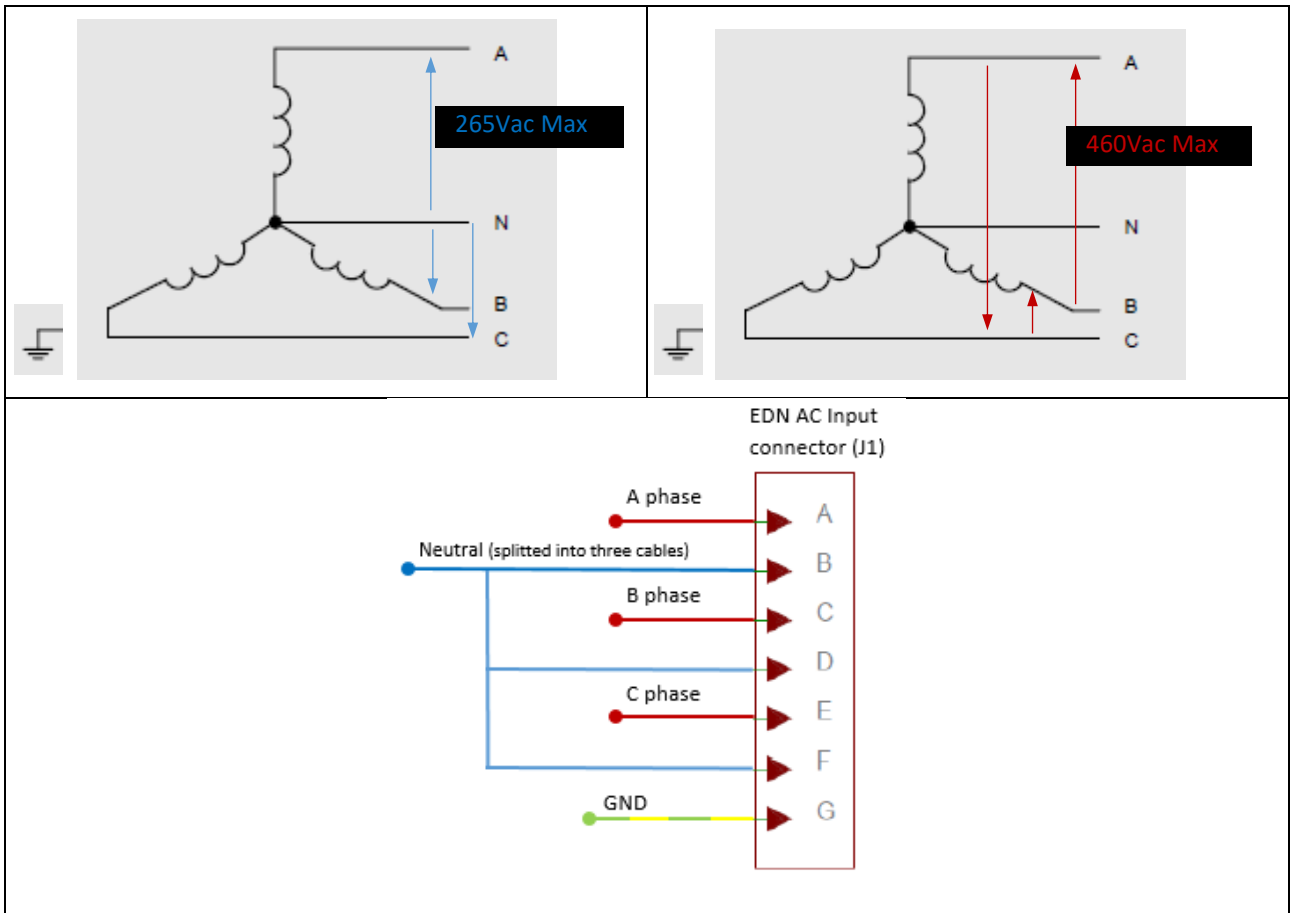 A
265Vac Max
N
B
C
A
460Vac Max
N
B
C
EDN AC Input
connector (J1)
A phase
A
Neutral (splitted into three cables)
B
B phase
C
D
C phase
E
F
GND
G